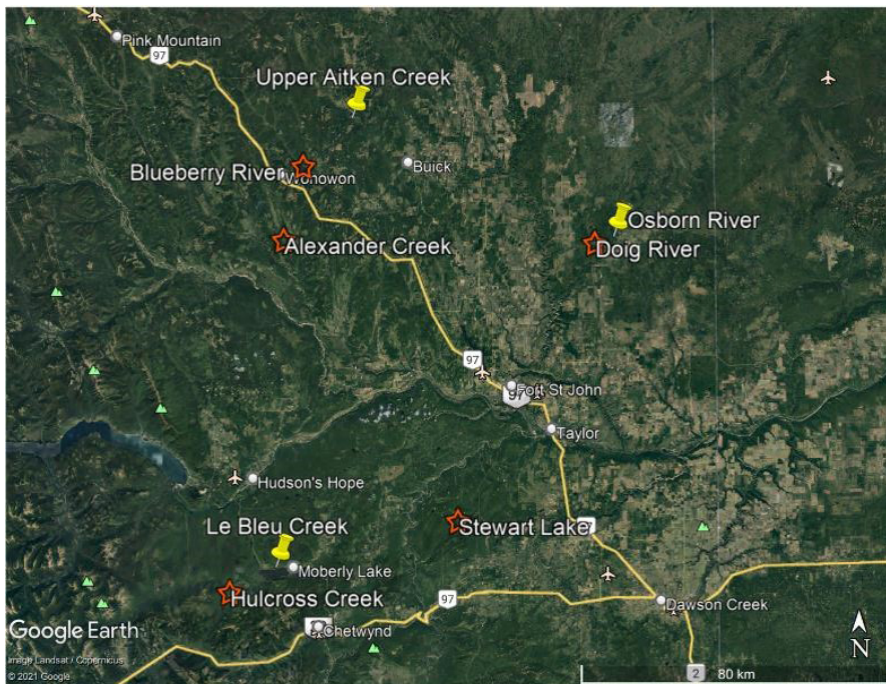 Pink Mountain
97
Upper Aitken Creek
Buick
Blueberry River
Wonowon
Osborn River
Alexander Creek
Doig River
97
Fort St John
97
Taylor
Hudson's Hope
Le Bleu Creek
Stewart Lake
Moberly Lake
Hulcross Creek
97
Dawson Creek
Google Earth
Chetwynd
N
Image Landsat / Copernicus
© 2021 Google
2
80 km